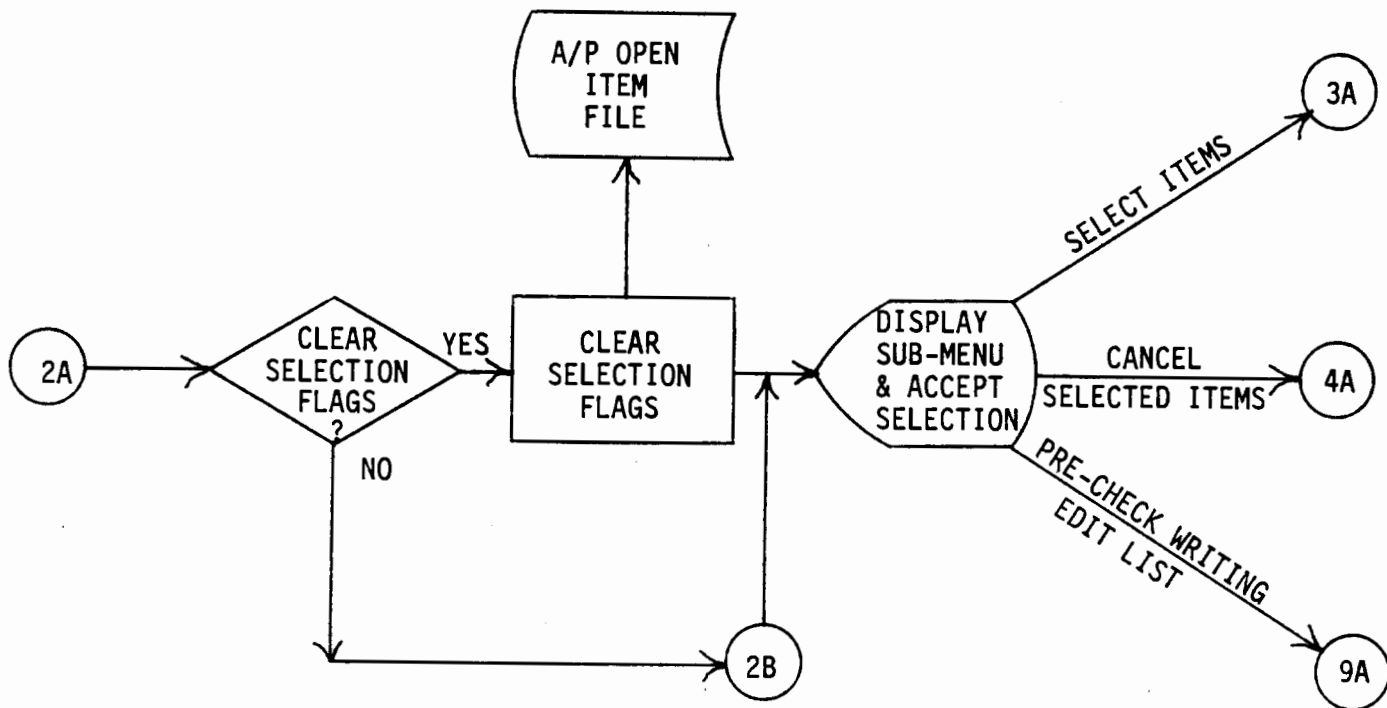 A/P OPEN
ITEM
FILE
3A
SELECT ITEMS
2A
CLEAR
SELECTION
FLAGS
?
YES
NO
CLEAR
SELECTION
FLAGS
DISPLAY
SUB-MENU
& ACCEPT
SELECTION
CANCEL
SELECTED ITEMS
4A
PRE-CHECK WRITING
EDIT LIST
2B
9A